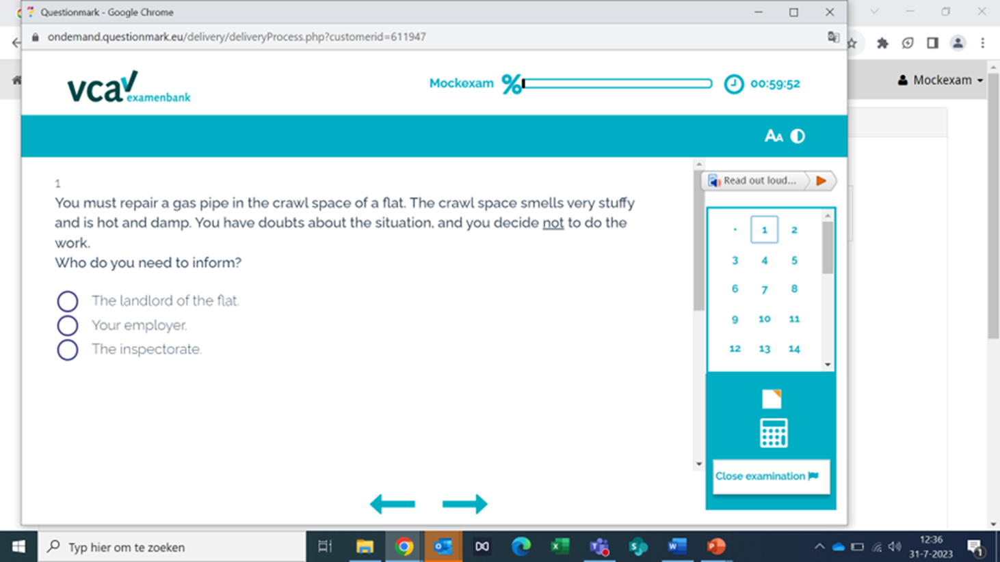 Questionmark - Google Chrome
ondemand.questionmark.eu/delivery/deliveryProcess.php?customerid=611947
vca examenbank
Mockexam % 00:59:52
Mockexam
AA
1
You must repair a gas pipe in the crawl space of a flat. The crawl space smells very stuffy
and is hot and damp. You have doubts about the situation, and you decide not to do the
work.
Who do you need to inform?
The landlord of the flat.
Your employer.
The inspectorate.
Read out loud...
· 1 2
3 4 5
6 7 8
9 10 11
12 13 14
Close examination
Typ hier om te zoeken
12:36
31-7-2023
1